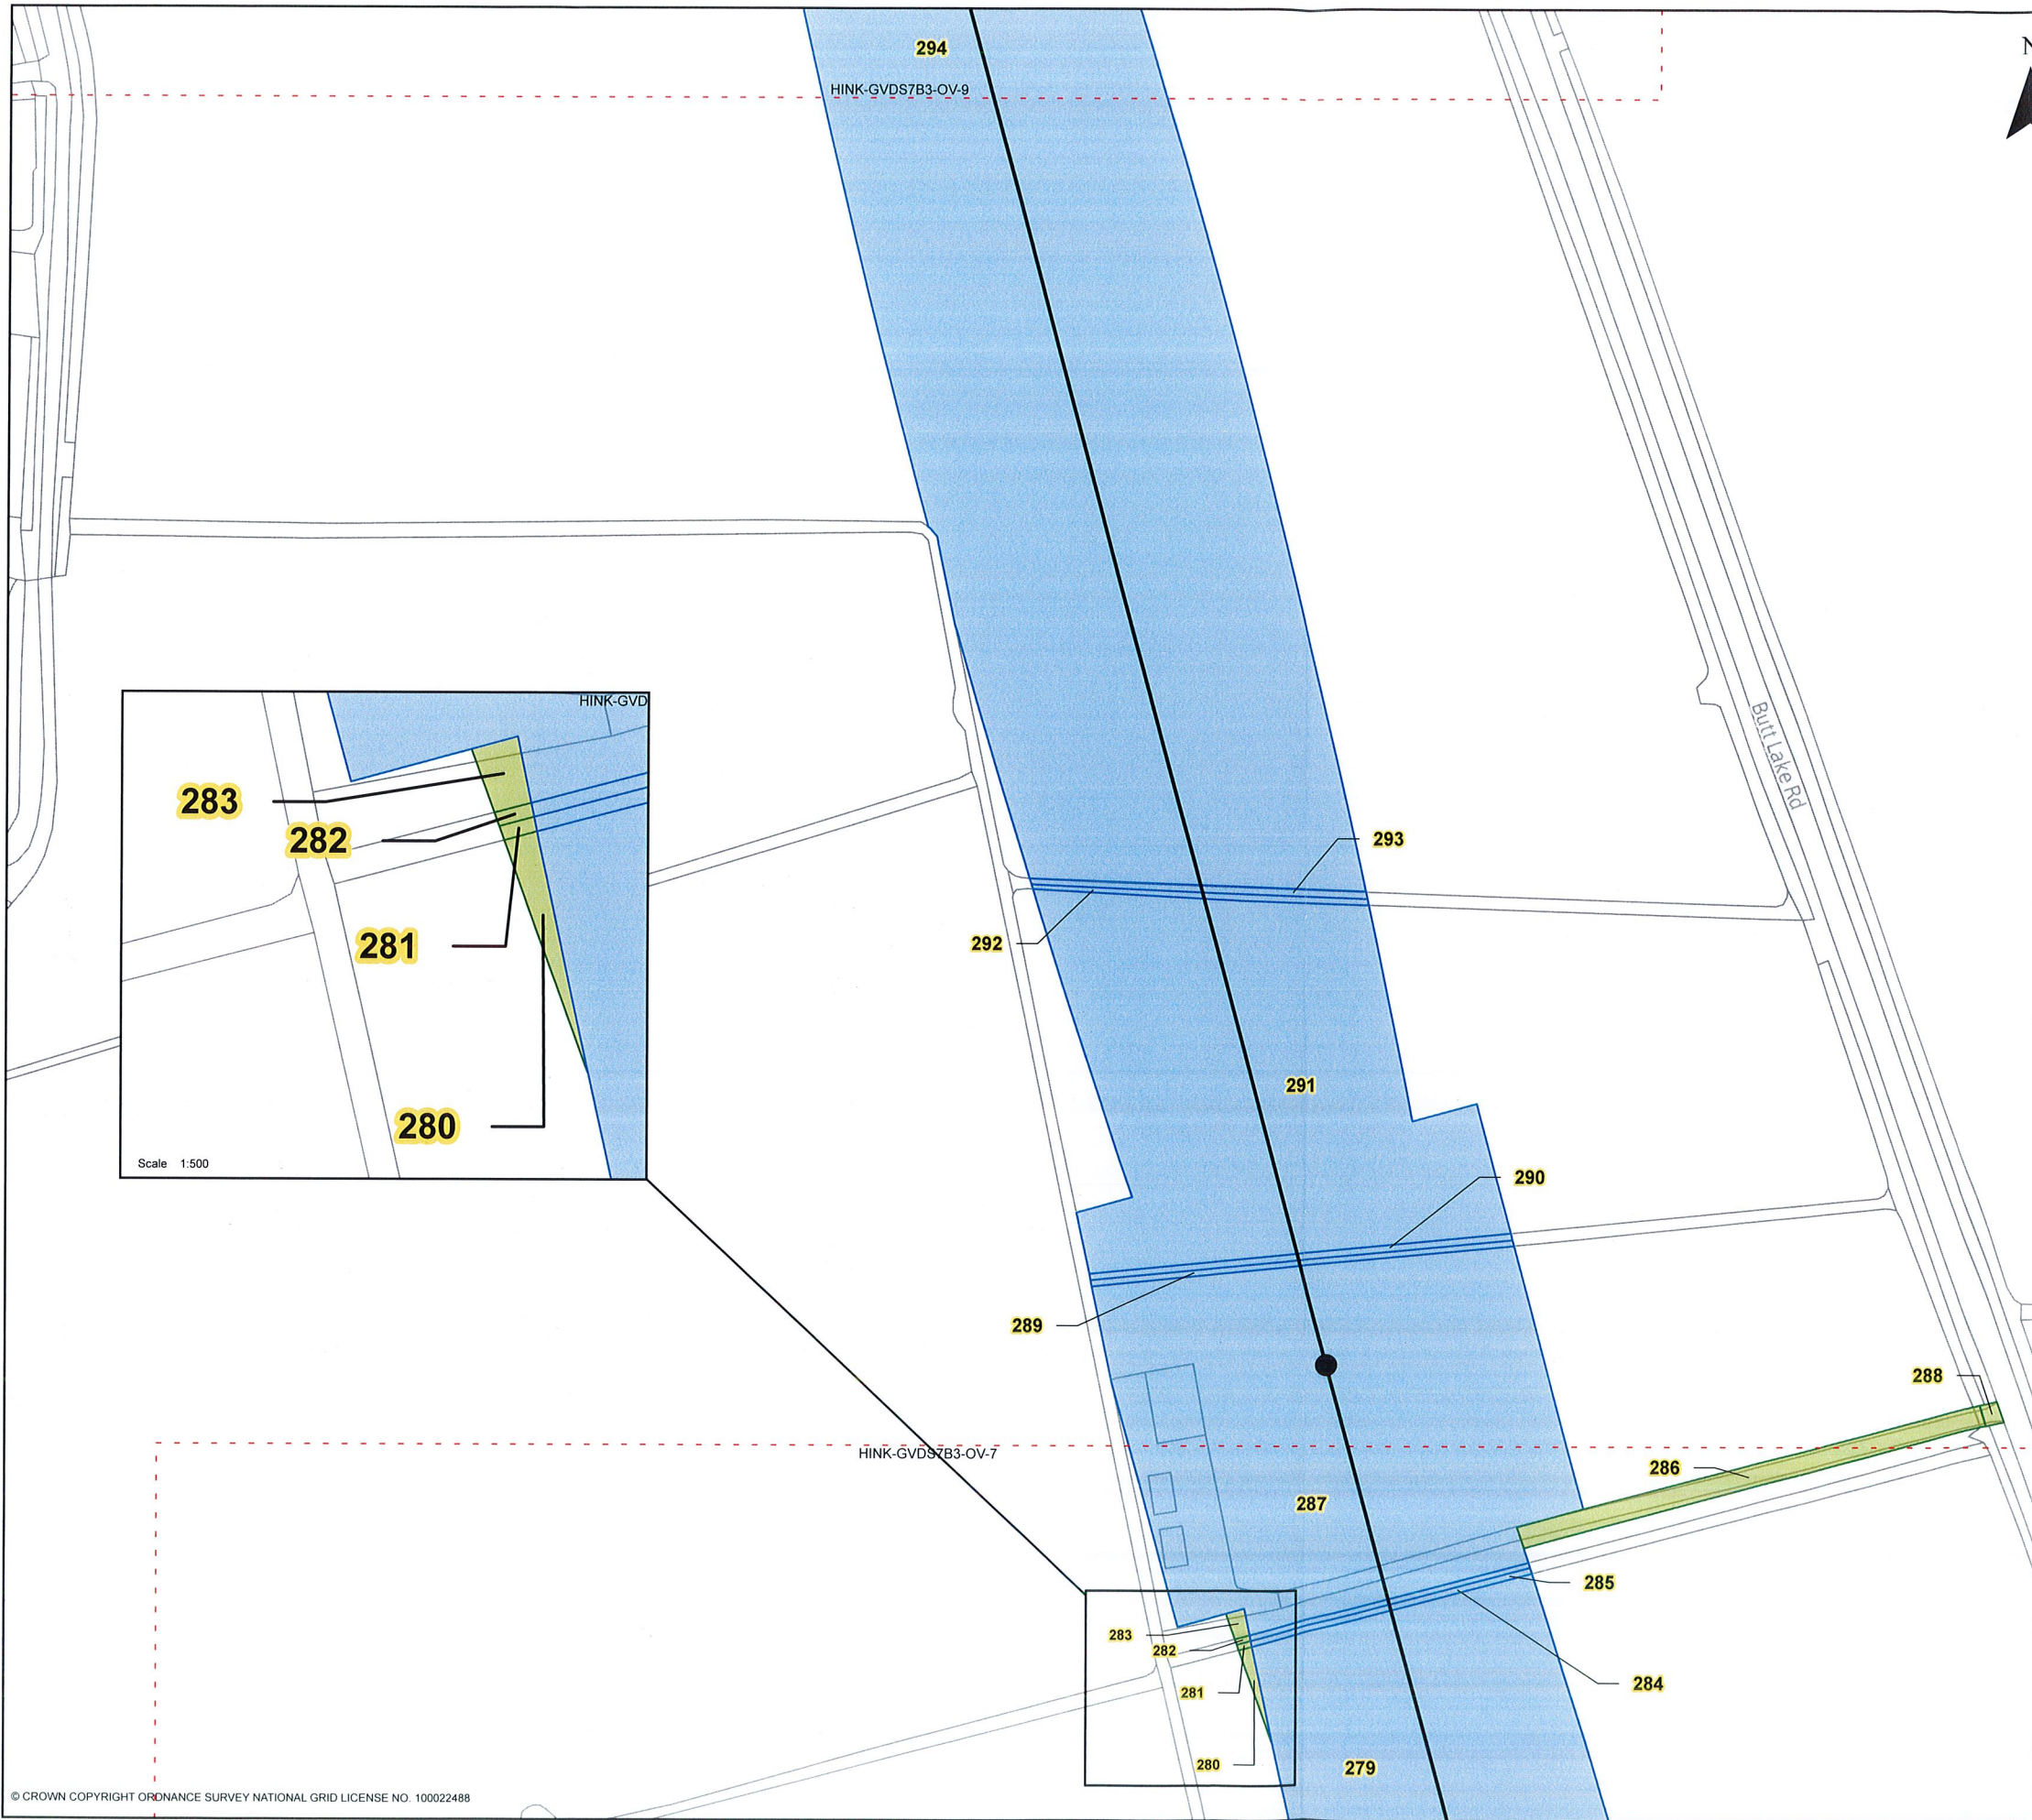 294
N
HINK-GVDS7B3-OV-9
HINK-GVD
283
282
281
280
Scale 1:500
Butt Lake Rd
293
292
291
290
289
288
HINK-GVDS7B3-OV-7
286
287
285
283
282
284
281
280
279
© CROWN COPYRIGHT ORDNANCE SURVEY NATIONAL GRID LICENSE NO. 100022488